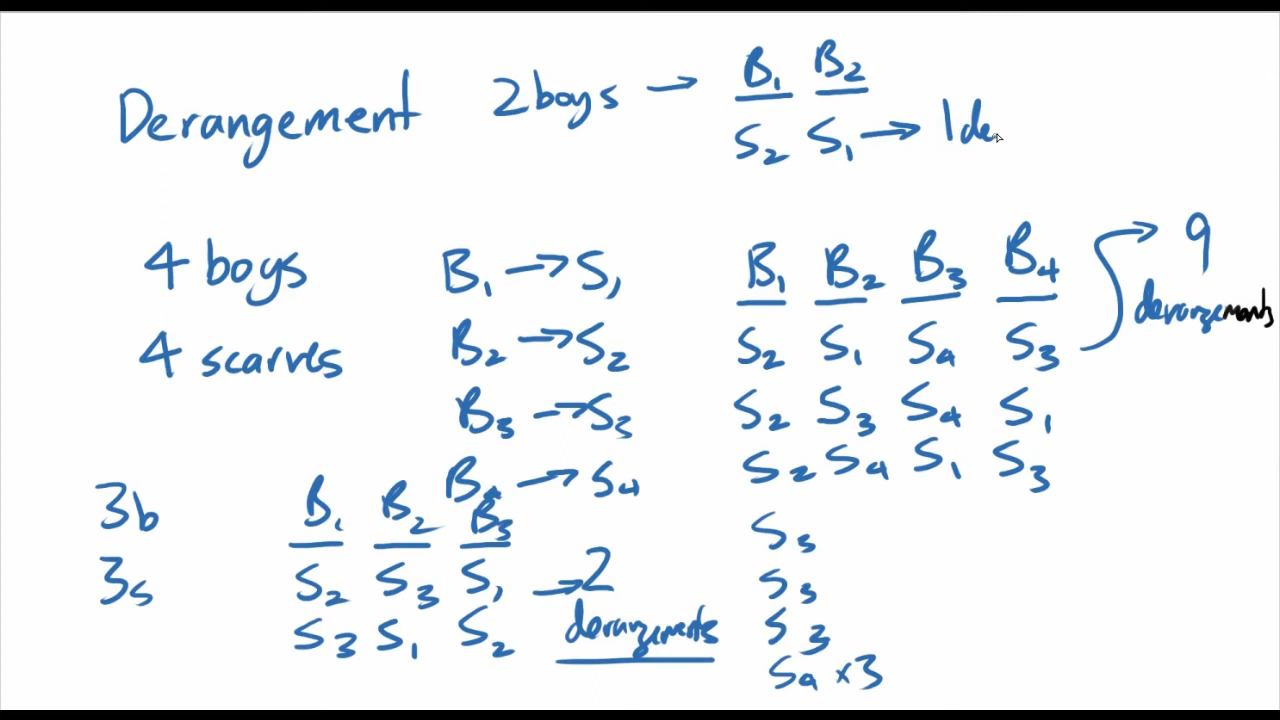 Derangement 2boys → B₁ B₂
S₂ S₁ → 1de
4 boys B₁ → S₁ B₁ B₂ B₃ B₄ → 9
derangements
4 scarves B₂ → S₂ S₂ S₁ S₄ S₃
B₃ → S₃ S₂ S₃ S₄ S₁
B₄ → S₄ S₂ S₄ S₁ S₃
3b B₁ B₂ B₃ S₃
3s S₂ S₃ S₁ → 2 S₃
S₃ S₁ S₂ derangements S₃
S₄ x3